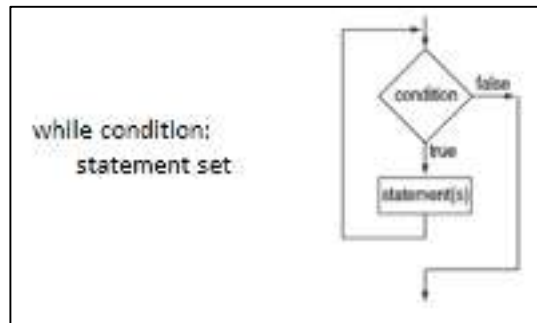 while condition:
statement set
condition
false
true
statement(s)